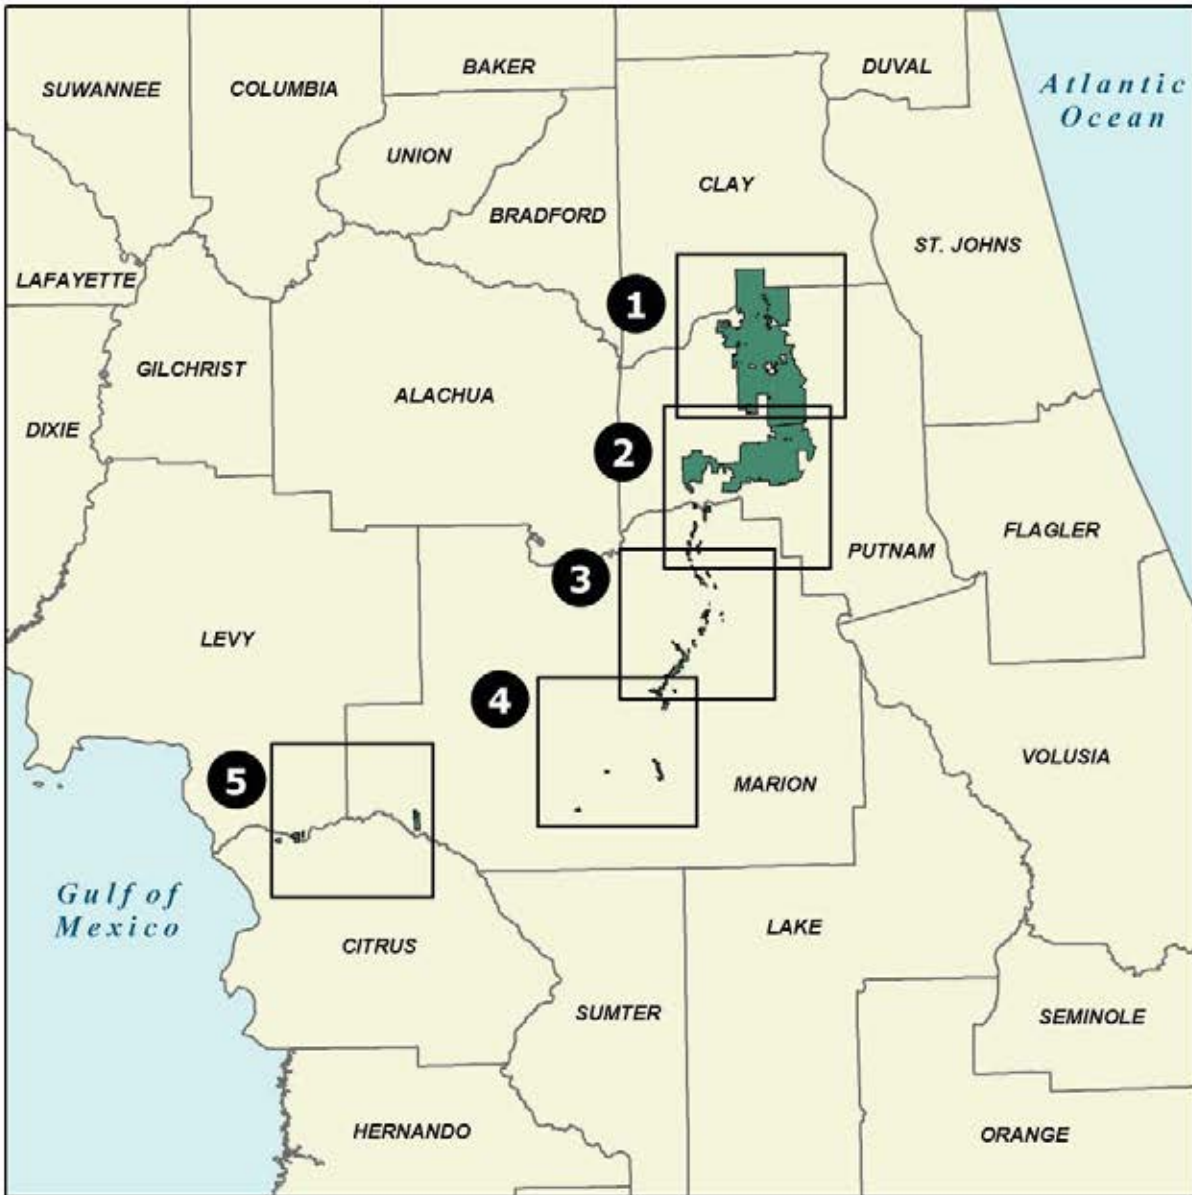 BAKER
DUVAL
SUWANNEE
COLUMBIA
Atlantic
Ocean
UNION
CLAY
BRADFORD
ST. JOHNS
LAFAYETTE
1
GILCHRIST
ALACHUA
DIXIE
2
FLAGLER
PUTNAM
3
LEVY
4
VOLUSIA
5
MARION
Gulf of
Mexico
LAKE
CITRUS
SUMTER
SEMINOLE
HERNANDO
ORANGE